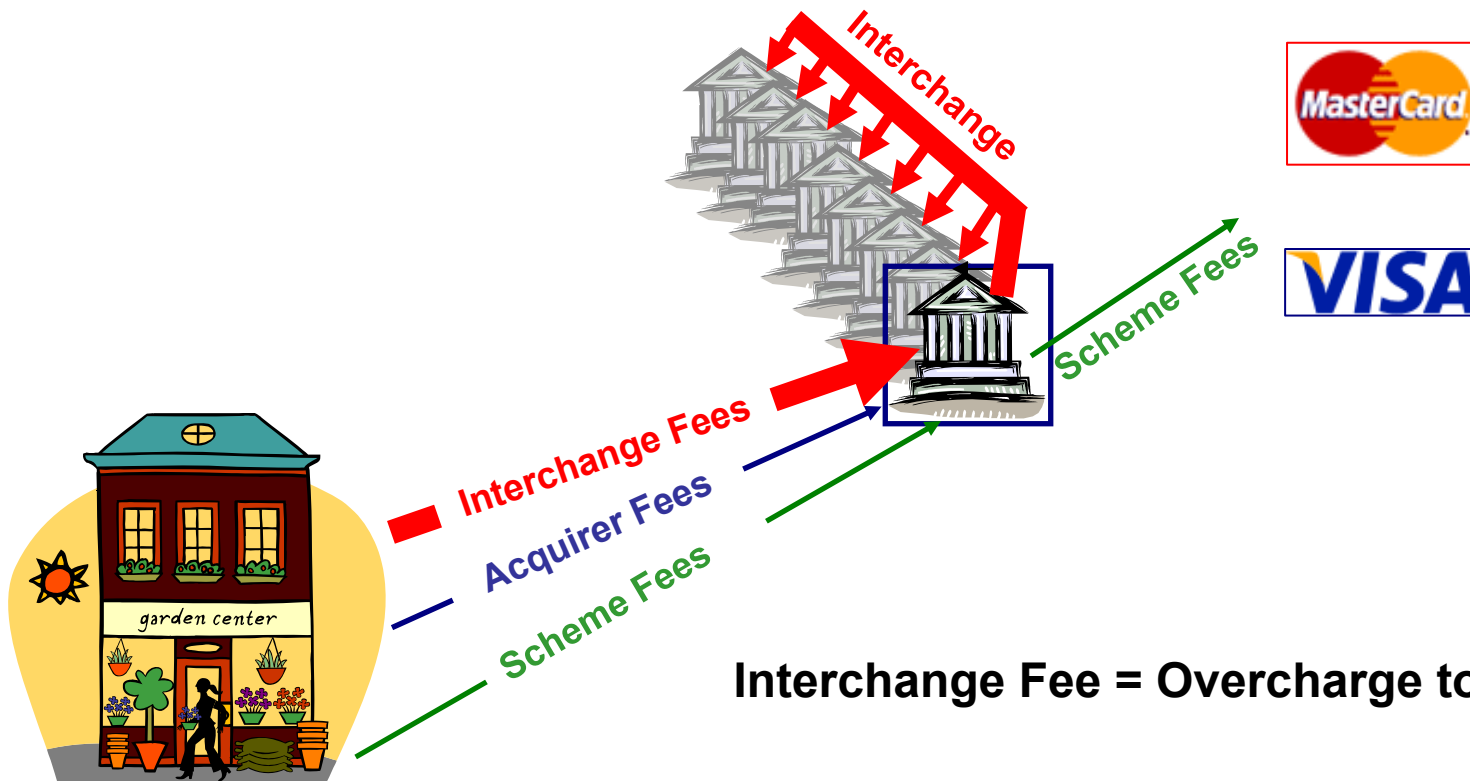 Interchange
MasterCard
VISA
Scheme Fees
Interchange Fees
Acquirer Fees
Scheme Fees
garden center
Interchange Fee = Overcharge to